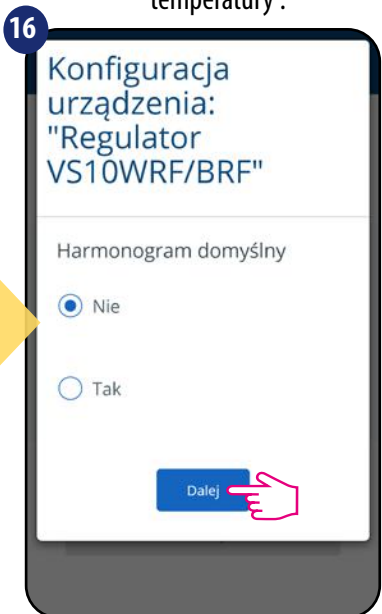 temperatury".
16
Konfiguracja
urządzenia:
"Regulator
VS10WRF/BRF"
Harmonogram domyślny
Nie
Tak
Dalej